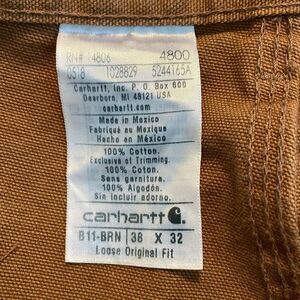 RN# 14806 4800
0518 1028829 5244165A
Carhartt, Inc. P. O. Box 600
Dearborn, MI 48121 USA
carhartt.com
Made in Mexico
Fabriqué au Mexique
Hecho en México
100% Cotton.
Exclusive of Trimming.
100% Coton.
Sans garniture.
100% Algodón.
Sin incluir adorno.
carhartt
B11-BRN 38 X 32
Loose Original Fit